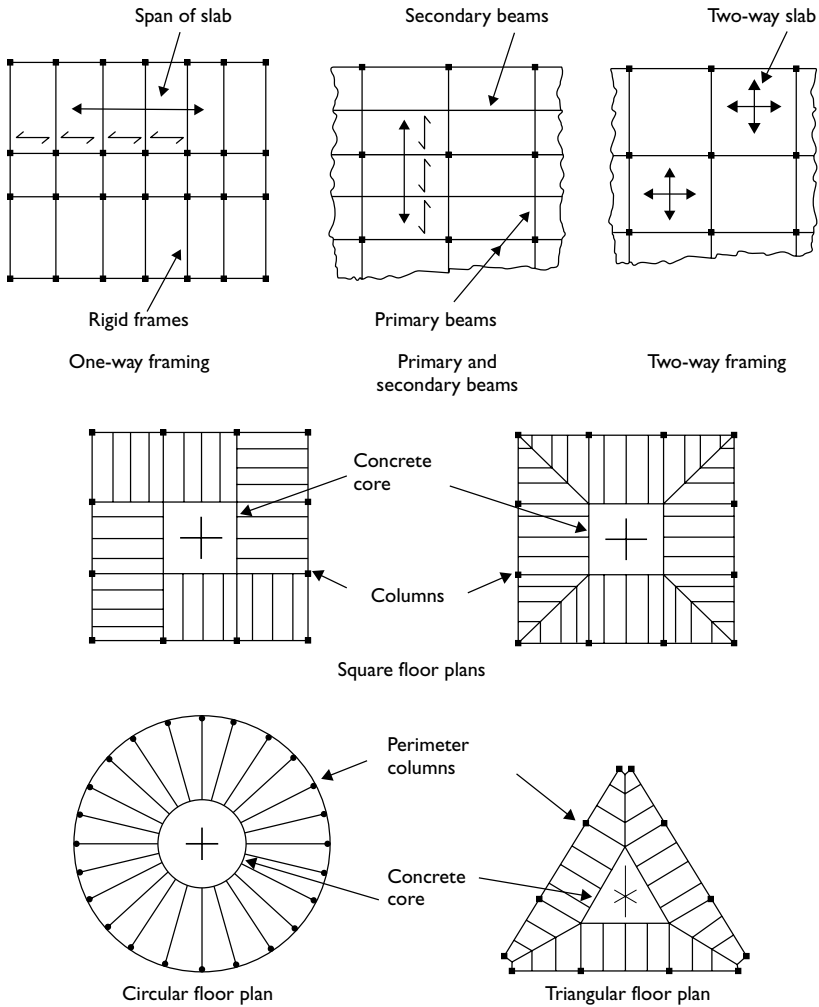 Span of slab
Secondary beams
Two-way slab
Rigid frames
Primary beams
One-way framing
Primary and
secondary beams
Two-way framing
Concrete
core
Columns
Square floor plans
Perimeter
columns
Concrete
core
Circular floor plan
Triangular floor plan